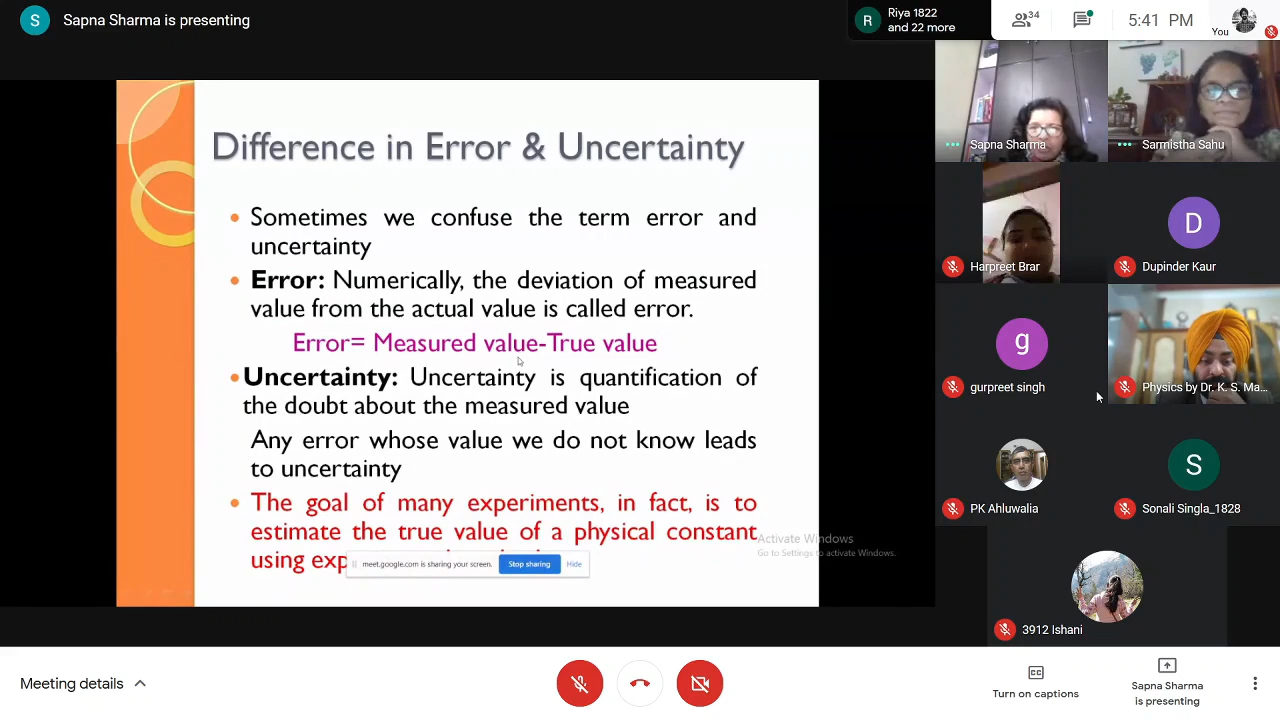 S
Sapna Sharma is presenting
R
Riya 1822
and 22 more
34
5:41 PM
You
Difference in Error & Uncertainty
Sometimes we confuse the term error and
uncertainty
Error: Numerically, the deviation of measured
value from the actual value is called error.
Error= Measured value-True value
Uncertainty: Uncertainty is quantification of
the doubt about the measured value
Any error whose value we do not know leads
to uncertainty
The goal of many experiments, in fact, is to
estimate the true value of a physical constant
using
meet.google.com is sharing your screen.
Stop sharing
Hide
Activate Windows
Go to Settings to activate Windows.
Sapna Sharma
Sarmistha Sahu
Harpreet Brar
D
Dupinder Kaur
g
gurpreet singh
Physics by Dr. K. S. Ma...
PK Ahluwalia
S
Sonali Singla_1828
3912 Ishani
Meeting details
CC
Turn on captions
Sapna Sharma
is presenting